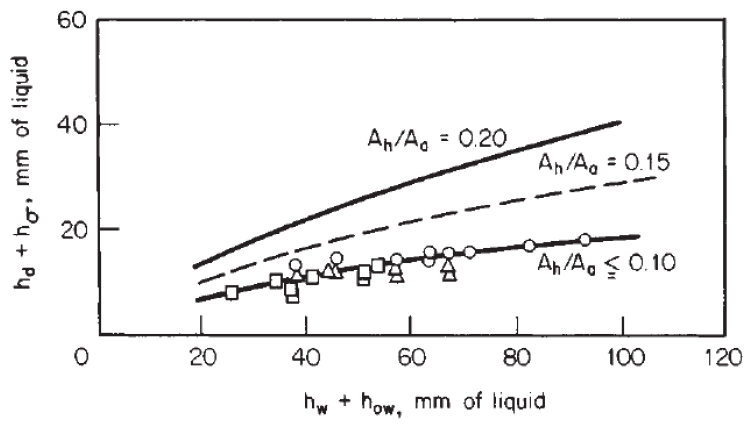 60
40
20
0
20
40
60
80
100
120
h_d + h_σ, mm of liquid
h_w + h_ow, mm of liquid
A_h/A_a = 0.20
A_h/A_a = 0.15
A_h/A_a ≦ 0.10